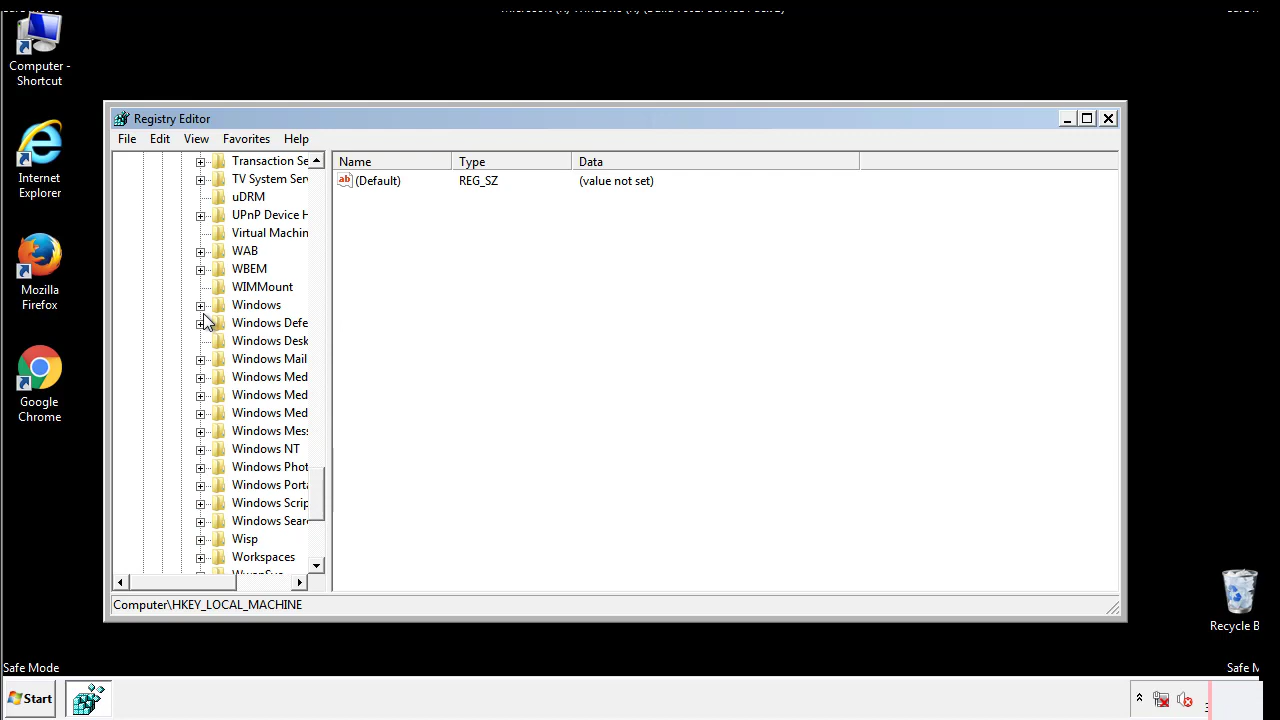 Computer -
Shortcut
Internet
Explorer
Mozilla
Firefox
Google
Chrome
Registry Editor
File Edit View Favorites Help
Transaction Se
TV System Serv
uDRM
UPnP Device H
Virtual Machin
WAB
WBEM
WIMMount
Windows
Windows Defe
Windows Desk
Windows Mail
Windows Med
Windows Med
Windows Med
Windows Mess
Windows NT
Windows Phot
Windows Porta
Windows Scrip
Windows Sear
Wisp
Workspaces
Name Type Data
ab (Default) REG_SZ (value not set)
Computer\HKEY_LOCAL_MACHINE
Recycle B
Safe Mode
Safe M
Start